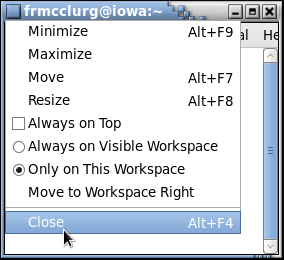 frmcclurg@iowa:~
Minimize Alt+F9
Maximize
Move Alt+F7
Resize Alt+F8
Always on Top
Always on Visible Workspace
Only on This Workspace
Move to Workspace Right
Close Alt+F4
al He